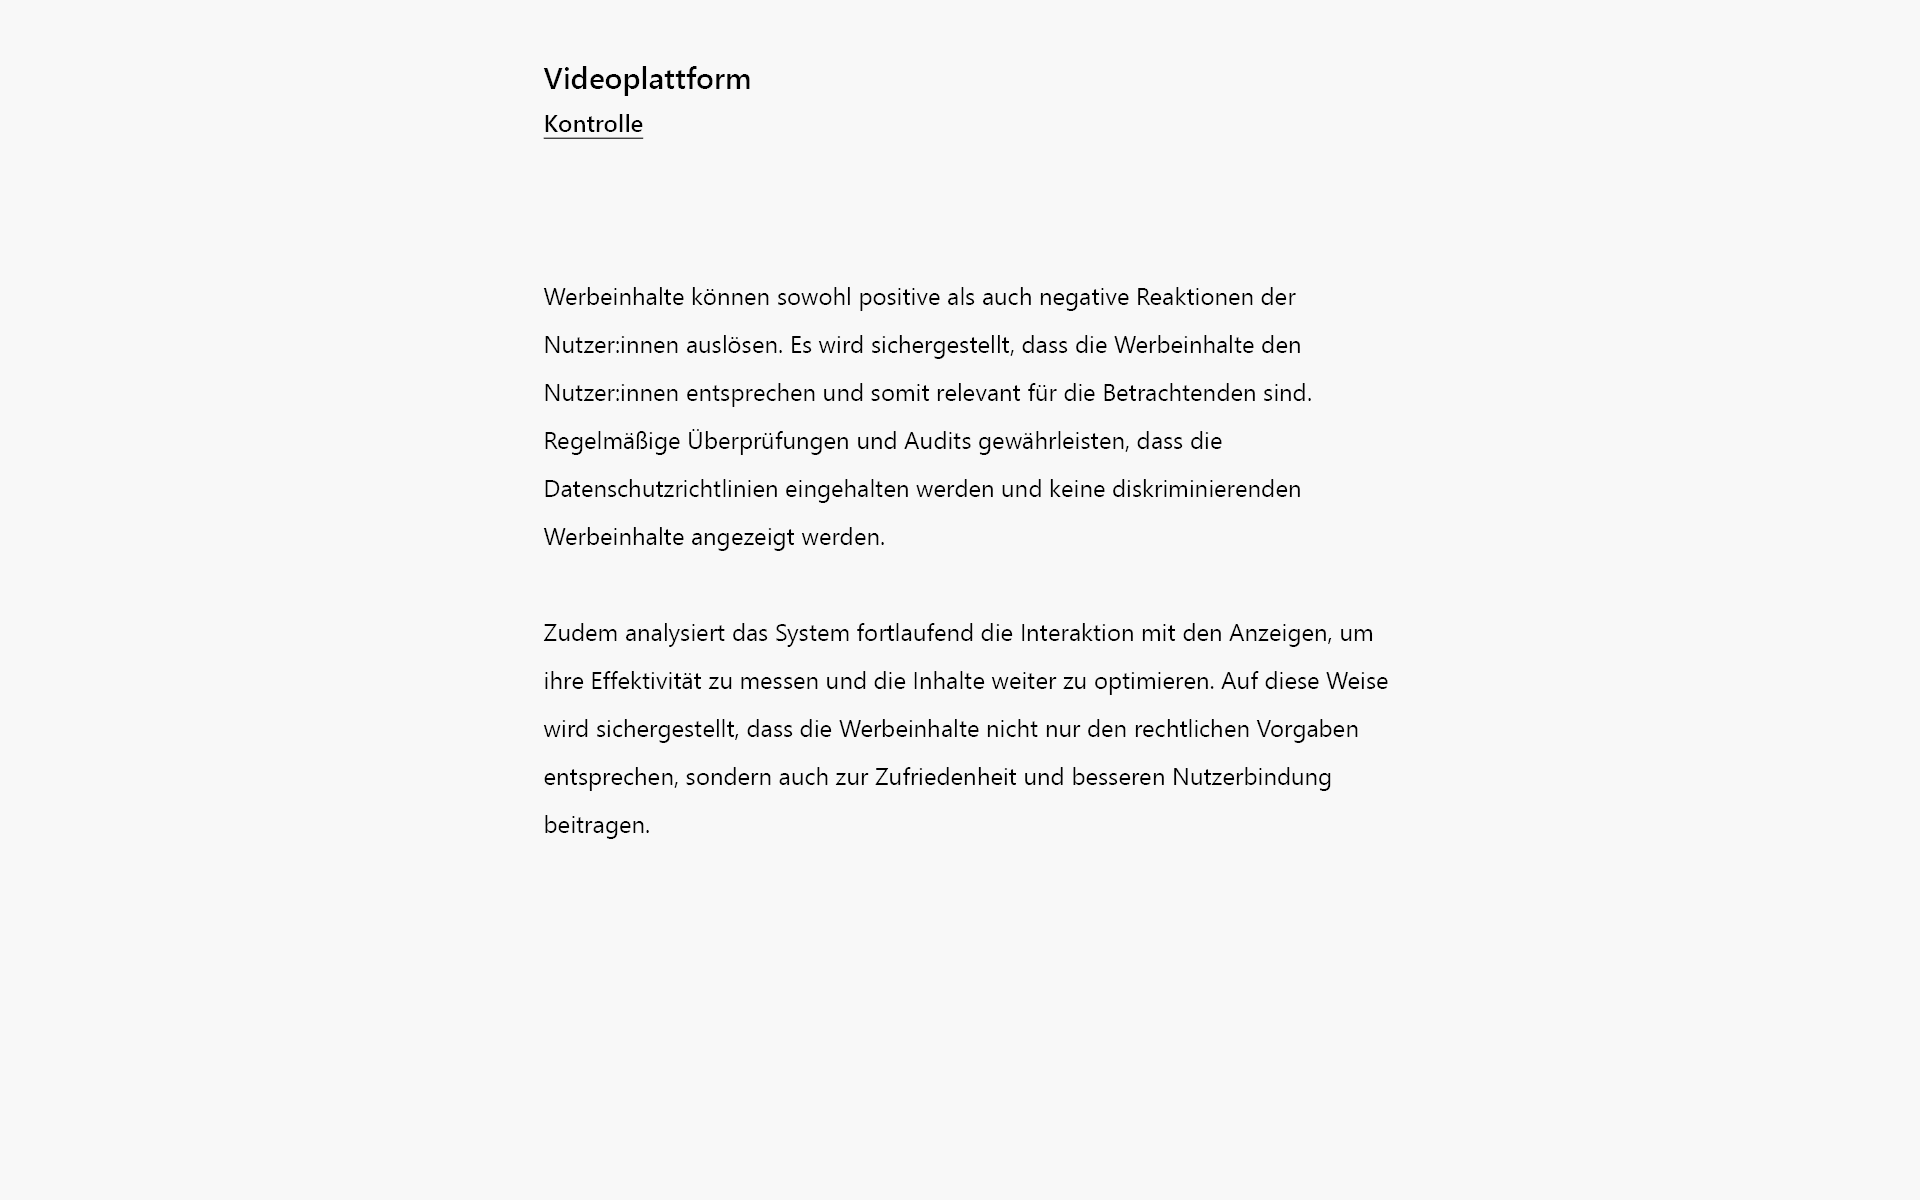 Videoplattform
Kontrolle
Werbeinhalte können sowohl positive als auch negative Reaktionen der
Nutzer:innen auslösen. Es wird sichergestellt, dass die Werbeinhalte den
Nutzer:innen entsprechen und somit relevant für die Betrachtenden sind.
Regelmäßige Überprüfungen und Audits gewährleisten, dass die
Datenschutzrichtlinien eingehalten werden und keine diskriminierenden
Werbeinhalte angezeigt werden.
Zudem analysiert das System fortlaufend die Interaktion mit den Anzeigen, um
ihre Effektivität zu messen und die Inhalte weiter zu optimieren. Auf diese Weise
wird sichergestellt, dass die Werbeinhalte nicht nur den rechtlichen Vorgaben
entsprechen, sondern auch zur Zufriedenheit und besseren Nutzerbindung
beitragen.